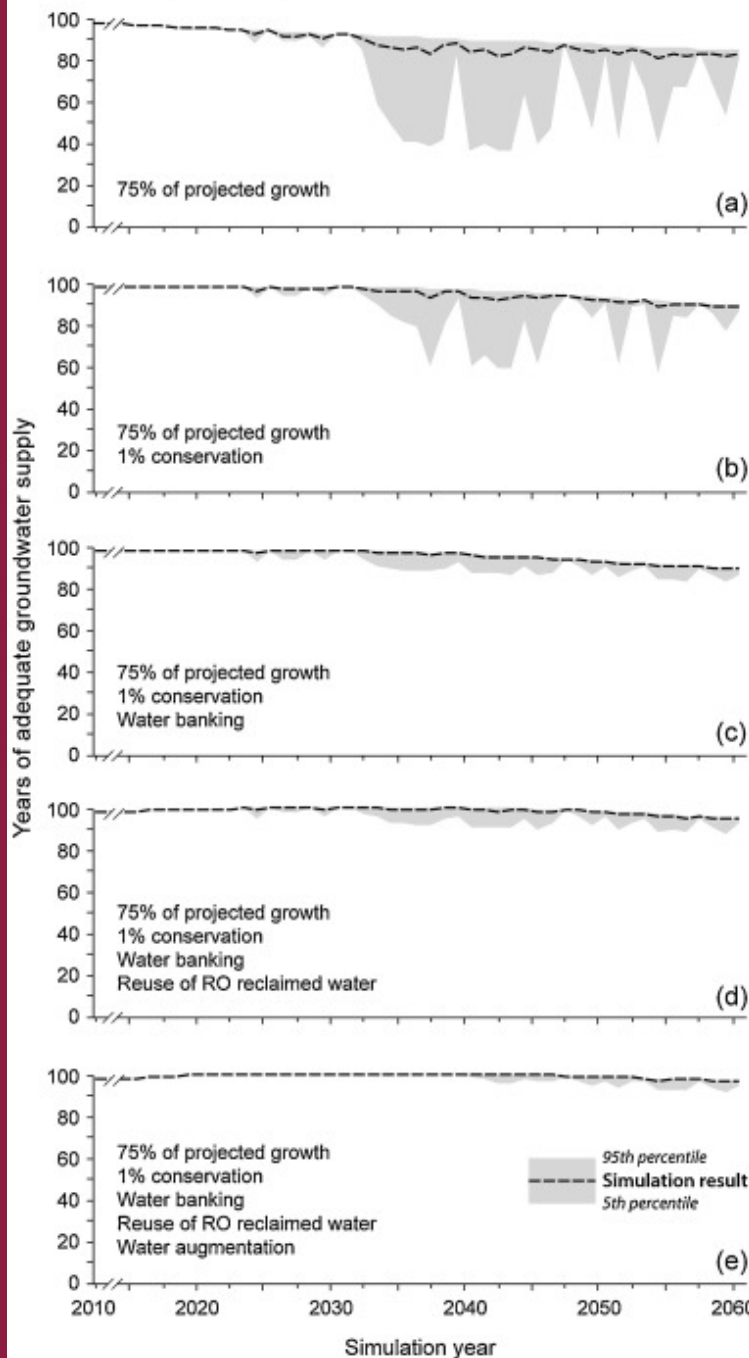 100
80
60
40
20
0
75% of projected growth
(a)
100
80
60
40
20
0
75% of projected growth
1% conservation
(b)
Years of adequate groundwater supply
100
80
60
40
20
0
75% of projected growth
1% conservation
Water banking
(c)
100
80
60
40
20
0
75% of projected growth
1% conservation
Water banking
Reuse of RO reclaimed water
(d)
100
80
60
40
20
0
75% of projected growth
1% conservation
Water banking
Reuse of RO reclaimed water
Water augmentation
95th percentile
Simulation result
5th percentile
(e)
2010 2020 2030 2040 2050 2060
Simulation year